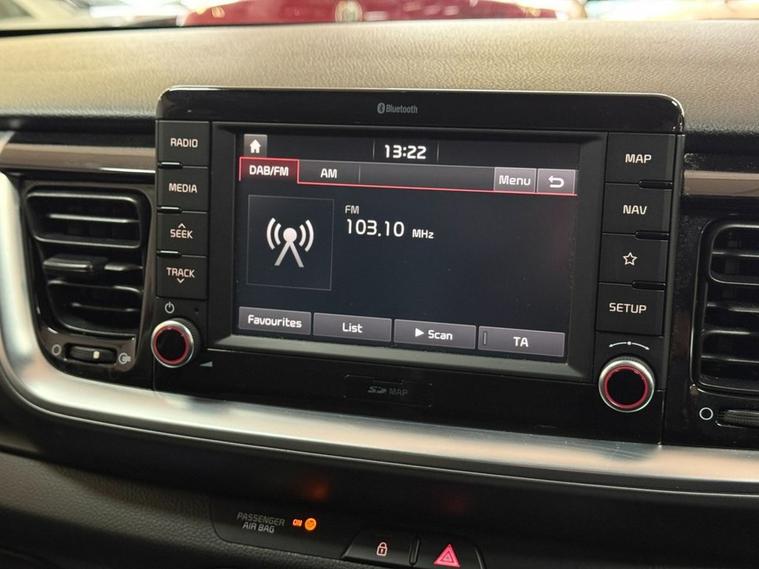 Bluetooth
RADIO
MEDIA
SEEK
TRACK
13:22
DAB/FM AM Menu
FM
103.10 MHz
Favourites List Scan TA
MAP
NAV
SETUP
SD MAP
PASSENGER
AIR BAG ON